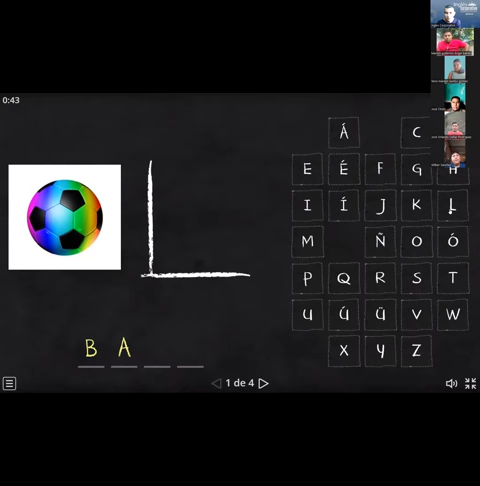 0:43
Á C
E É F G H
I Í J K L
M Ñ O Ó
P Q R S T
U Ú Ü V W
X Y Z
B A
1 de 4